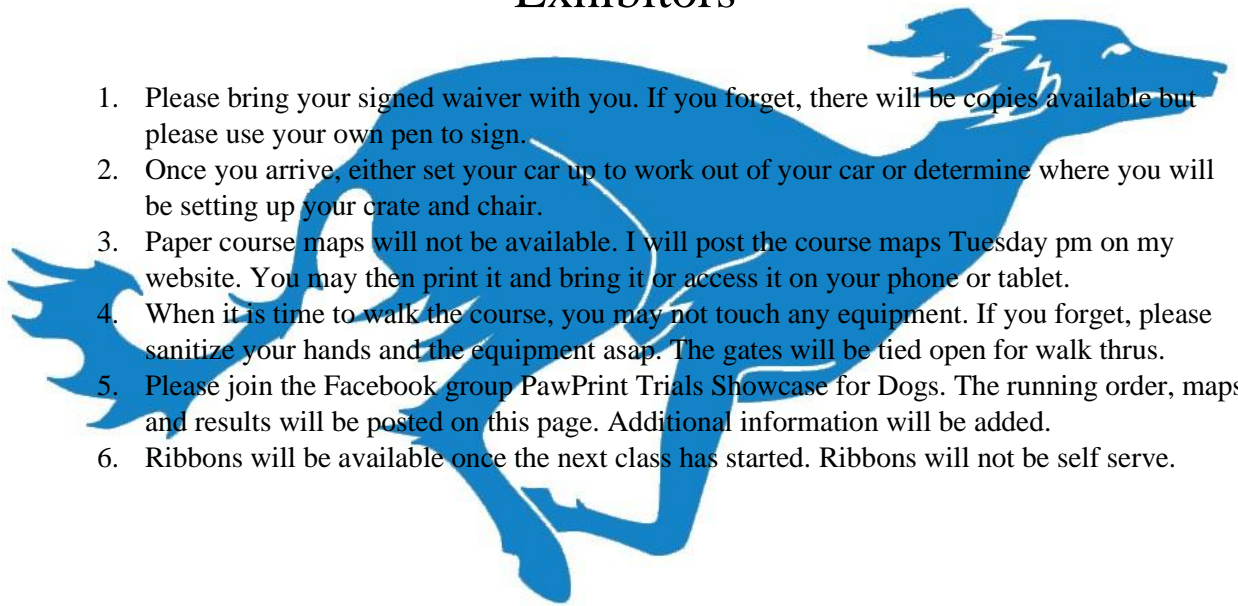 Exhibitors
1. Please bring your signed waiver with you. If you forget, there will be copies available but
please use your own pen to sign.
2. Once you arrive, either set your car up to work out of your car or determine where you will
be setting up your crate and chair.
3. Paper course maps will not be available. I will post the course maps Tuesday pm on my
website. You may then print it and bring it or access it on your phone or tablet.
4. When it is time to walk the course, you may not touch any equipment. If you forget, please
sanitize your hands and the equipment asap. The gates will be tied open for walk thrus.
5. Please join the Facebook group PawPrint Trials Showcase for Dogs. The running order, maps
and results will be posted on this page. Additional information will be added.
6. Ribbons will be available once the next class has started. Ribbons will not be self serve.